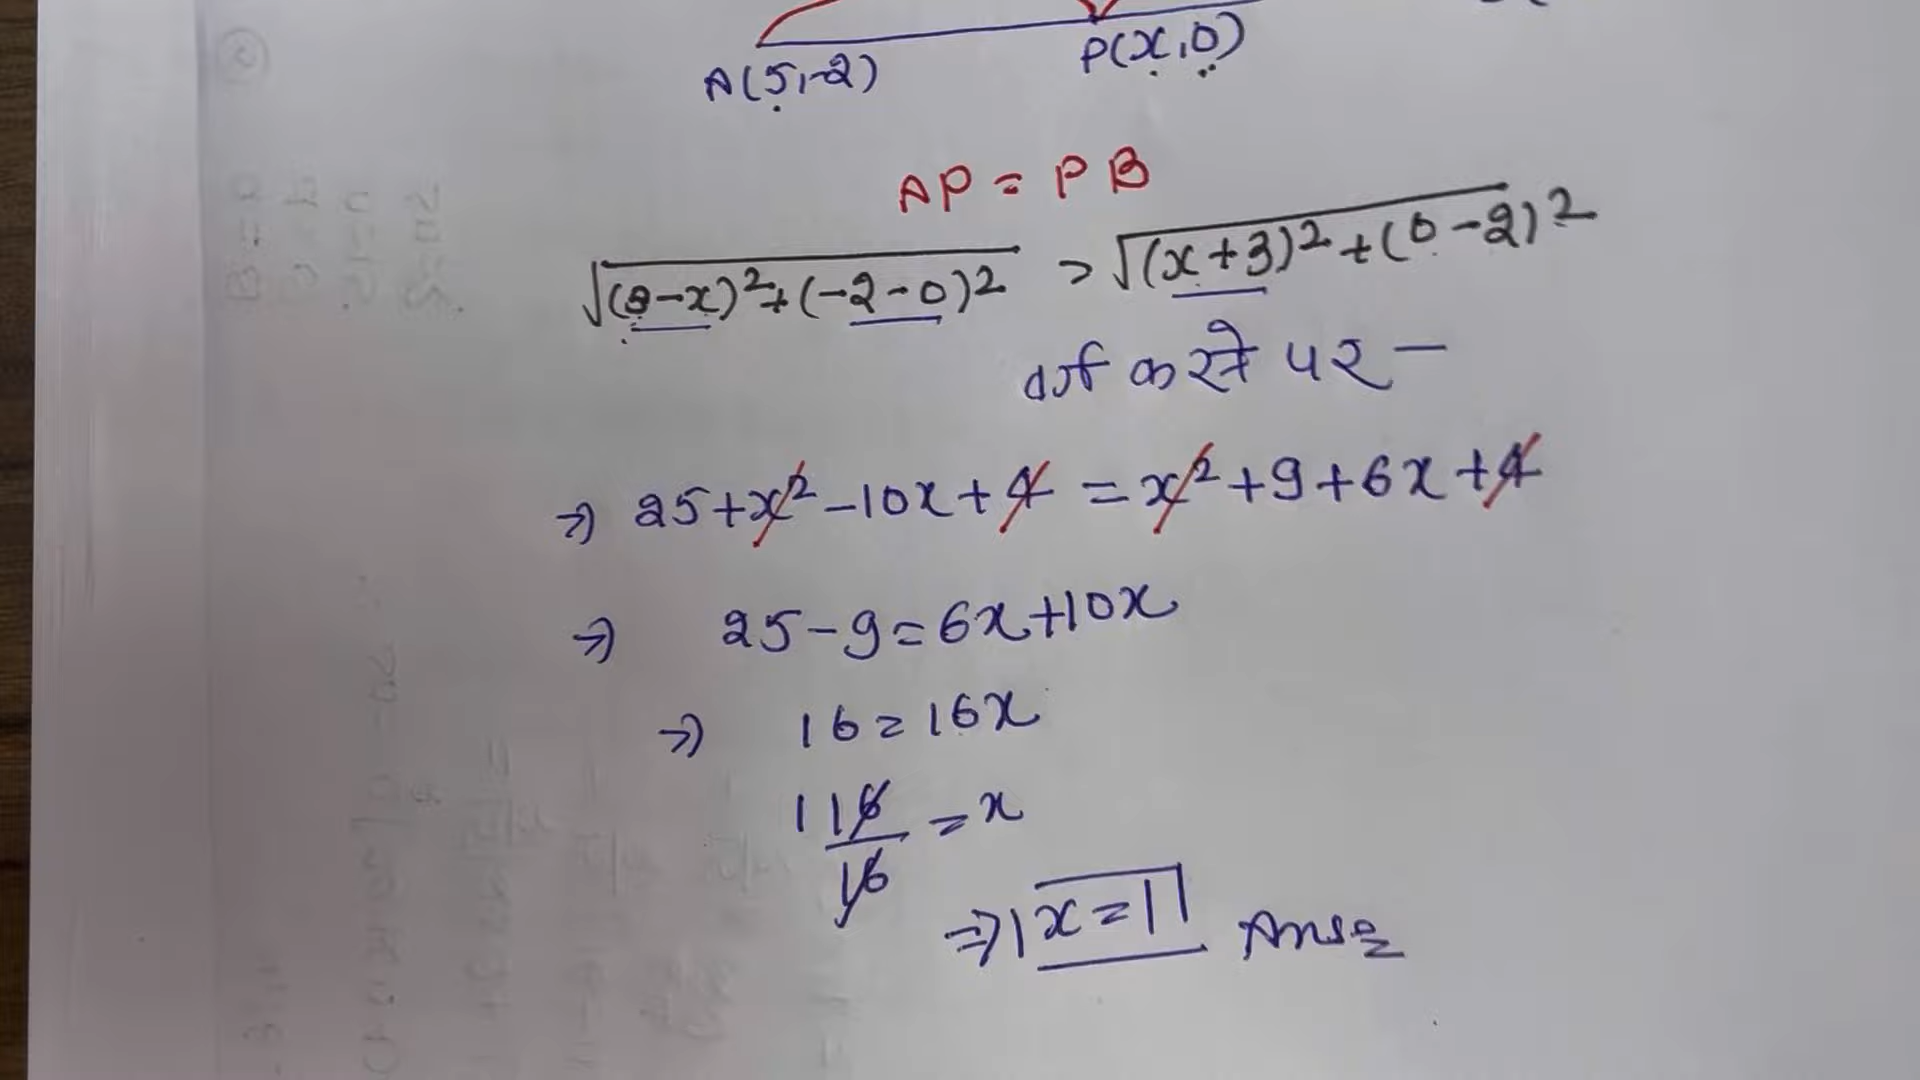 A(5,-2) P(x,0)
AP = PB
√(5-x)²+(-2-0)² = √(x+3)²+(0-2)²
वर्ग करने पर -
⇒ 25+x²-10x+4 = x²+9+6x+4
⇒ 25-9=6x+10x
⇒ 16=16x
1 16/16 = x
⇒ x=1 Ans